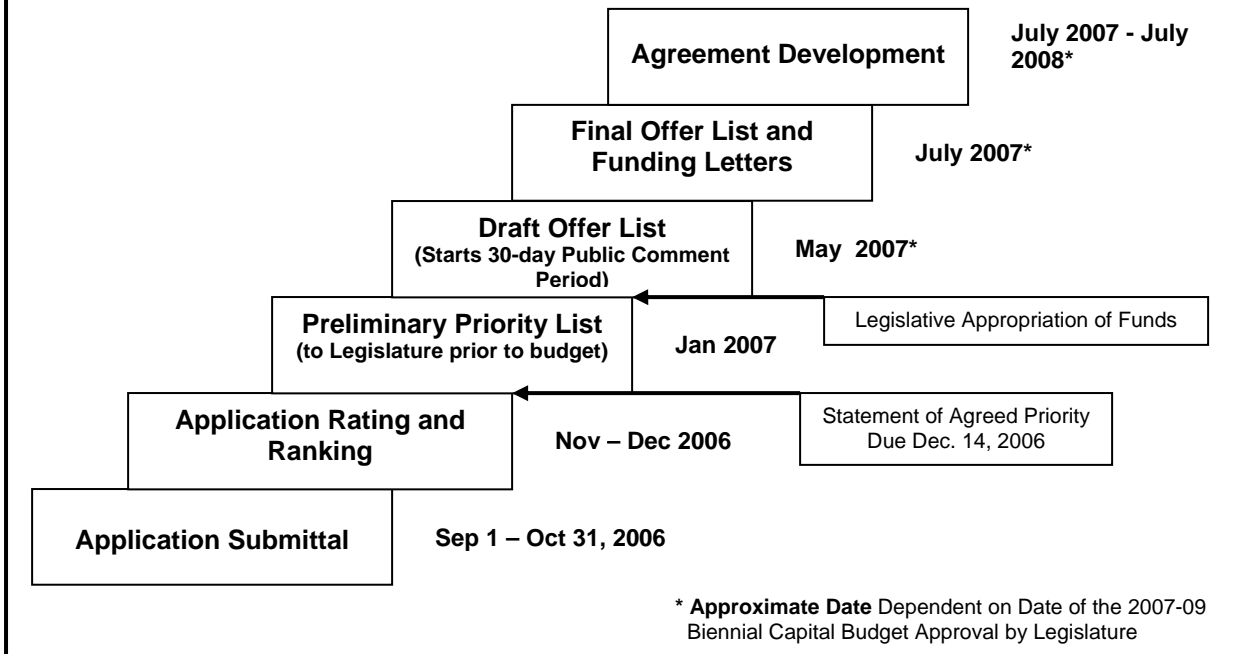 Agreement Development
July 2007 - July
2008*
Final Offer List and
Funding Letters
July 2007*
Draft Offer List
(Starts 30-day Public Comment
Period)
May 2007*
Legislative Appropriation of Funds
Preliminary Priority List
(to Legislature prior to budget)
Jan 2007
Application Rating and
Ranking
Nov – Dec 2006
Statement of Agreed Priority
Due Dec. 14, 2006
Application Submittal
Sep 1 – Oct 31, 2006
* Approximate Date Dependent on Date of the 2007-09
Biennial Capital Budget Approval by Legislature